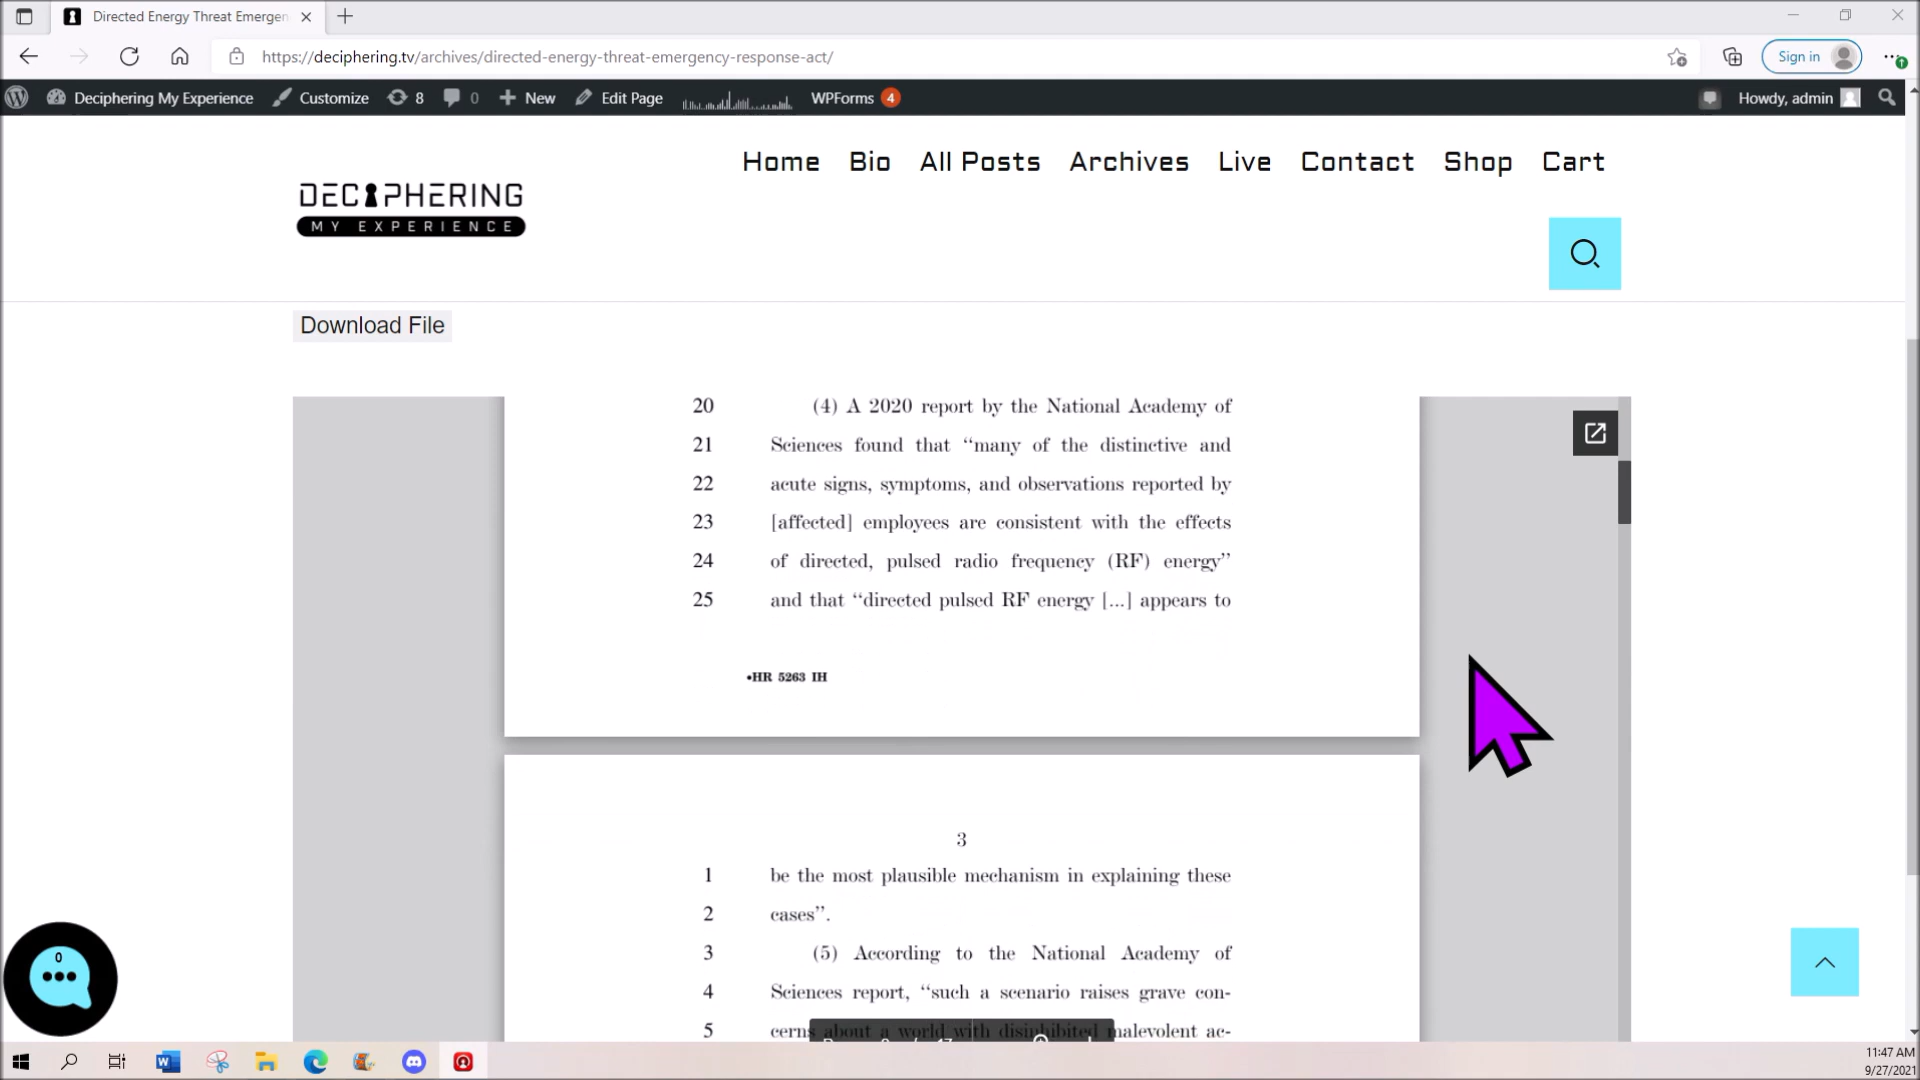 Directed Energy Threat Emergen
https://deciphering.tv/archives/directed-energy-threat-emergency-response-act/
Sign in
Deciphering My Experience
Customize
8
0
New
Edit Page
WPForms 4
Howdy, admin
Home Bio All Posts Archives Live Contact Shop Cart
DECIPHERING
MY EXPERIENCE
Download File
20 (4) A 2020 report by the National Academy of
21 Sciences found that ‘‘many of the distinctive and
22 acute signs, symptoms, and observations reported by
23 [affected] employees are consistent with the effects
24 of directed, pulsed radio frequency (RF) energy’’
25 and that ‘‘directed pulsed RF energy [...] appears to
•HR 5263 IH
3
1 be the most plausible mechanism in explaining these
2 cases’’.
3 (5) According to the National Academy of
4 Sciences report, ‘‘such a scenario raises grave con-
5 cerns about a world with disinhibited malevolent ac-
0
11:47 AM
9/27/2021